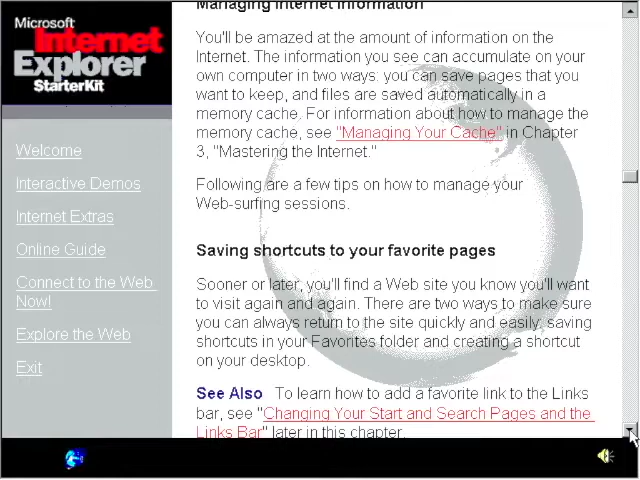 Microsoft
Internet
Explorer
StarterKit
Welcome
Interactive Demos
Internet Extras
Online Guide
Connect to the Web
Now!
Explore the Web
Exit
Managing Internet Information
You'll be amazed at the amount of information on the
Internet. The information you see can accumulate on your
own computer in two ways: you can save pages that you
want to keep, and files are saved automatically in a
memory cache. For information about how to manage the
memory cache, see "Managing Your Cache" in Chapter
3, "Mastering the Internet."
Following are a few tips on how to manage your
Web-surfing sessions.
Saving shortcuts to your favorite pages
Sooner or later, you'll find a Web site you know you'll want
to visit again and again. There are two ways to make sure
you can always return to the site quickly and easily: saving
shortcuts in your Favorites folder and creating a shortcut
on your desktop.
See Also To learn how to add a favorite link to the Links
bar, see "Changing Your Start and Search Pages and the
Links Bar" later in this chapter.